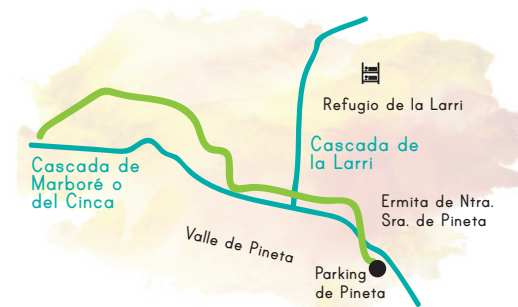 Refugio de la Larri
Cascada de
la Larri
Cascada de
Marboré o
del Cinca
Ermita de Ntra.
Sra. de Pineta
Valle de Pineta
Parking
de Pineta